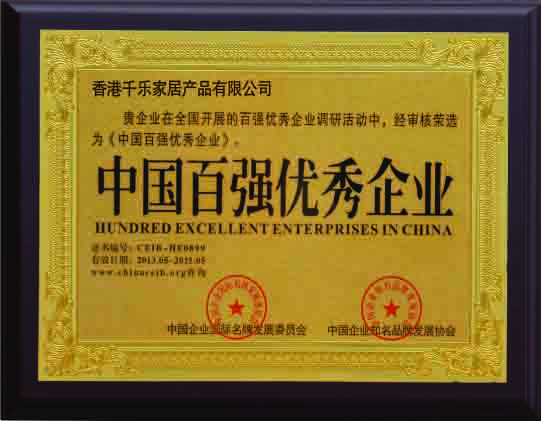 香港千乐家居产品有限公司
贵企业在全国开展的百强优秀企业调研活动中，经审核荣选
为《中国百强优秀企业》。
中国百强优秀企业
HUNDRED EXCELLENT ENTERPRISES IN CHINA
证书编号：CEIB-HE0899
有效日期：2013.05-2015.05
www.chinaceib.org查询
中国企业国际名牌发展委员会
中国企业知名品牌发展协会